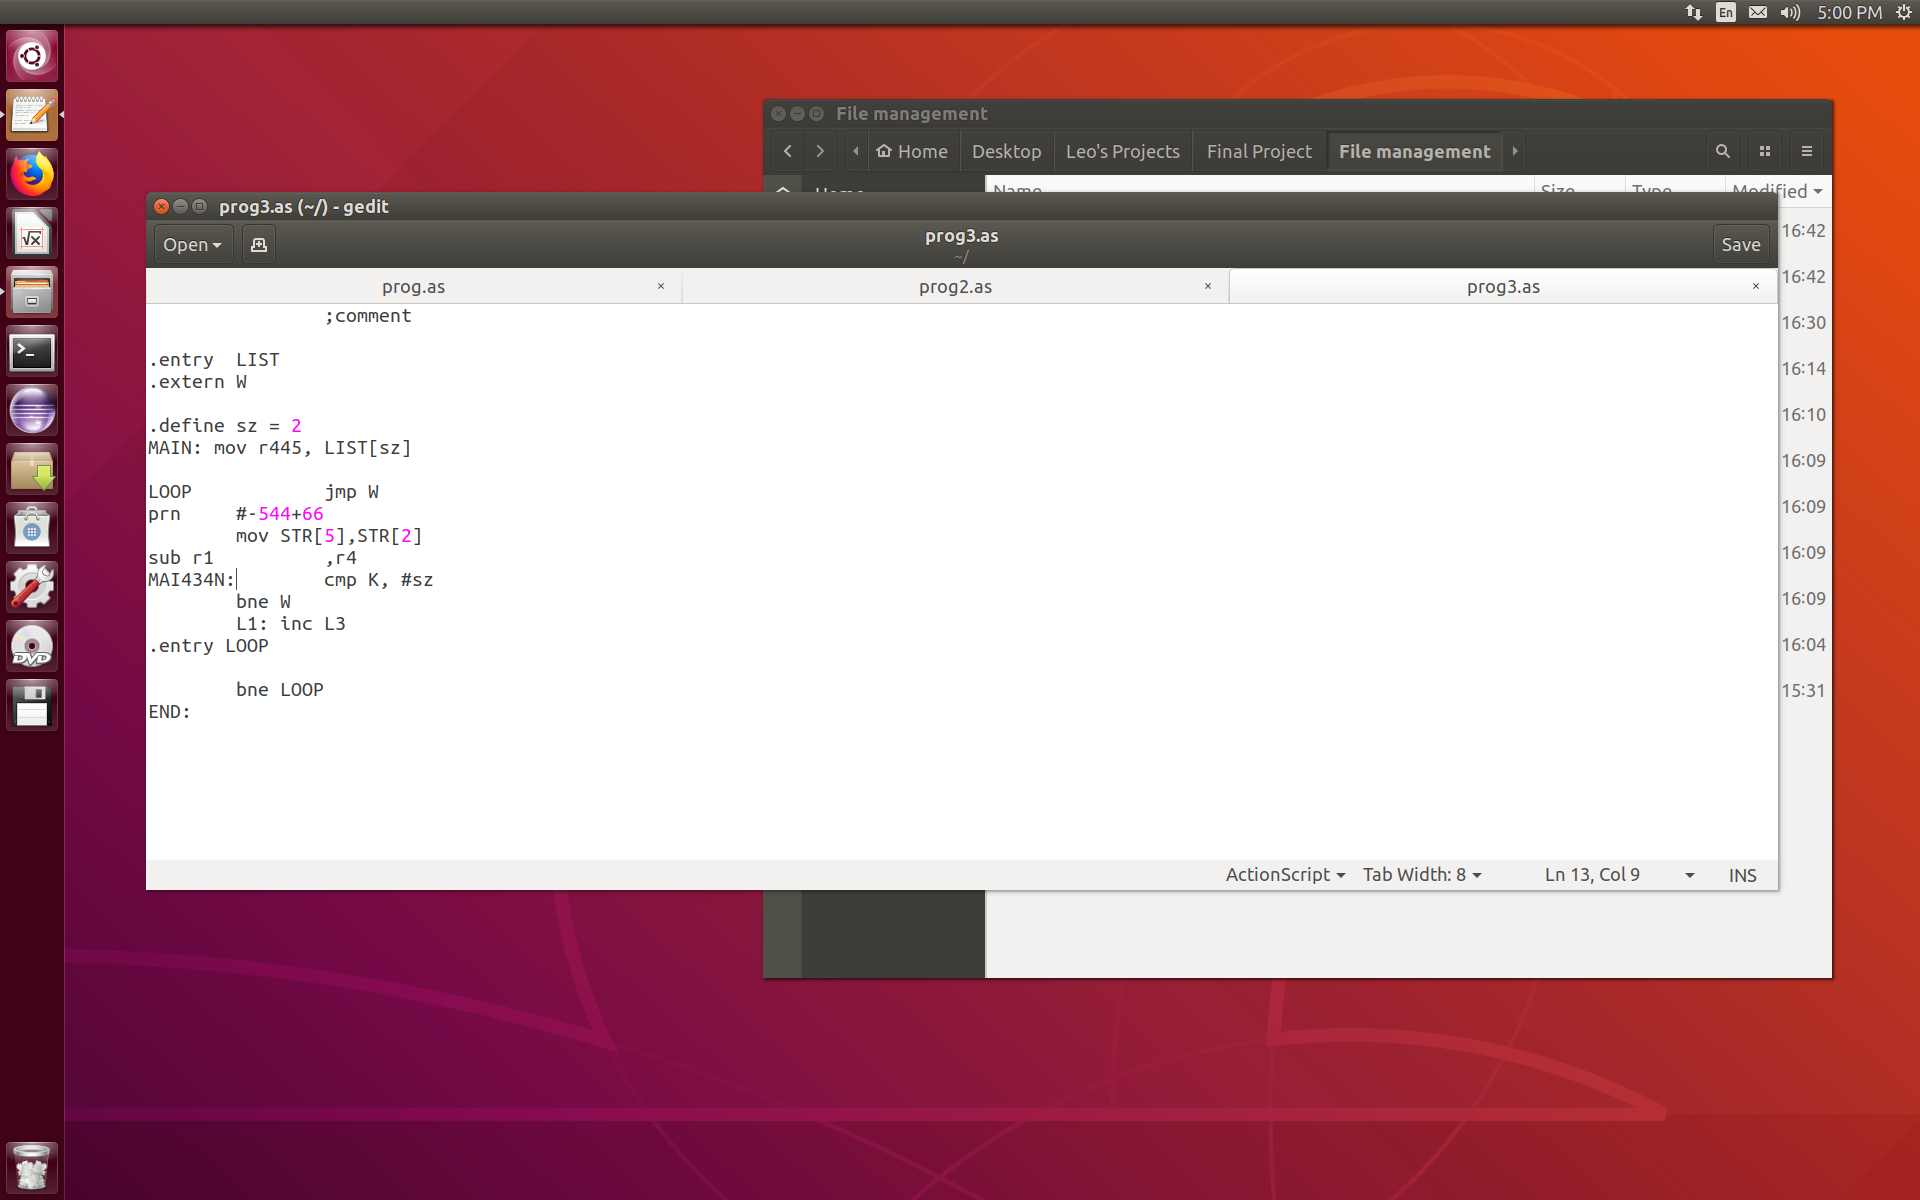 En 5:00 PM
File management
Home Desktop Leo's Projects Final Project File management
Home Name Size Type Modified
prog3.as (~/) - gedit
Open prog3.as Save
~/
prog.as × prog2.as × prog3.as ×
;comment
.entry LIST
.extern W
.define sz = 2
MAIN: mov r445, LIST[sz]
LOOP jmp W
prn #-544+66
mov STR[5],STR[2]
sub r1 ,r4
MAI434N: cmp K, #sz
bne W
L1: inc L3
.entry LOOP
bne LOOP
END:
16:42
16:42
16:30
16:14
16:10
16:09
16:09
16:09
16:09
16:04
15:31
ActionScript Tab Width: 8 Ln 13, Col 9 INS
DVD